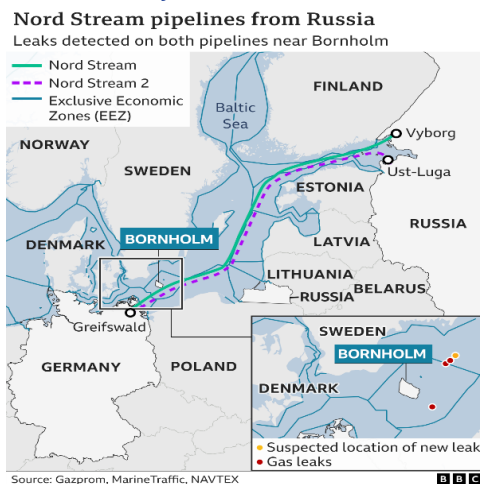 Nord Stream pipelines from Russia
Leaks detected on both pipelines near Bornholm
Nord Stream
Nord Stream 2
Exclusive Economic
Zones (EEZ)
Baltic
Sea
FINLAND
NORWAY
SWEDEN
Vyborg
Ust-Luga
ESTONIA
RUSSIA
DENMARK
BORNHOLM
LATVIA
LITHUANIA
RUSSIA
BELARUS
Greifswald
GERMANY
POLAND
SWEDEN
BORNHOLM
DENMARK
Suspected location of new leak
Gas leaks
Source: Gazprom, MarineTraffic, NAVTEX
BBC